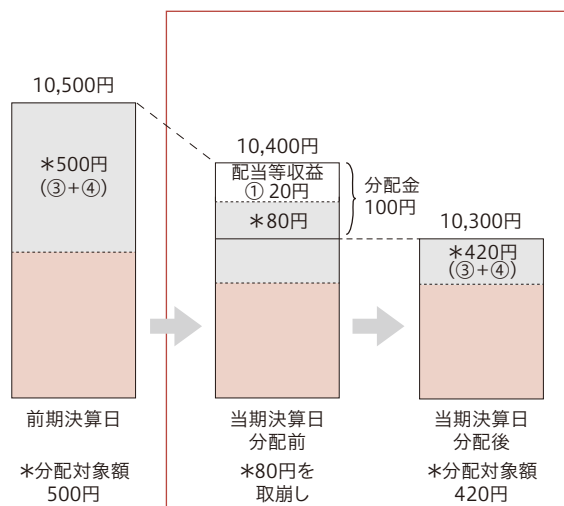 10,500円
＊500円
(③＋④)
前期決算日
＊分配対象額
500円
10,400円
配当等収益
① 20円
＊80円
分配金
100円
当期決算日
分配前
＊80円を
取崩し
10,300円
＊420円
(③＋④)
当期決算日
分配後
＊分配対象額
420円